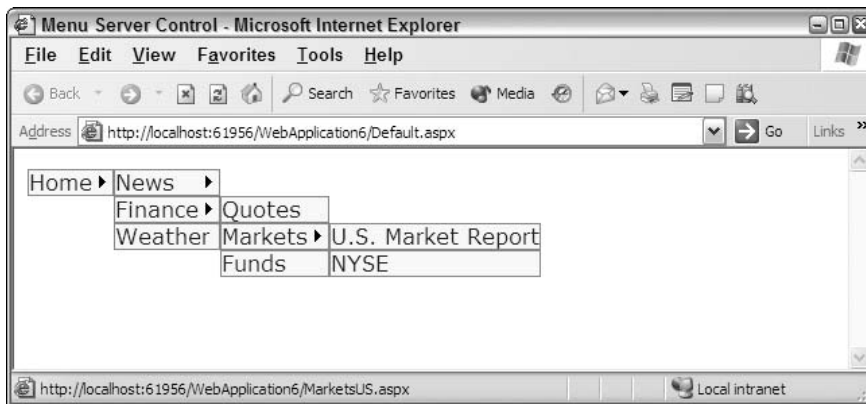 Menu Server Control - Microsoft Internet Explorer
File Edit View Favorites Tools Help
Back Search Favorites Media
Address http://localhost:61956/WebApplication6/Default.aspx Go Links »
Home News
Finance Quotes
Weather Markets U.S. Market Report
Funds NYSE
http://localhost:61956/WebApplication6/MarketsUS.aspx Local intranet